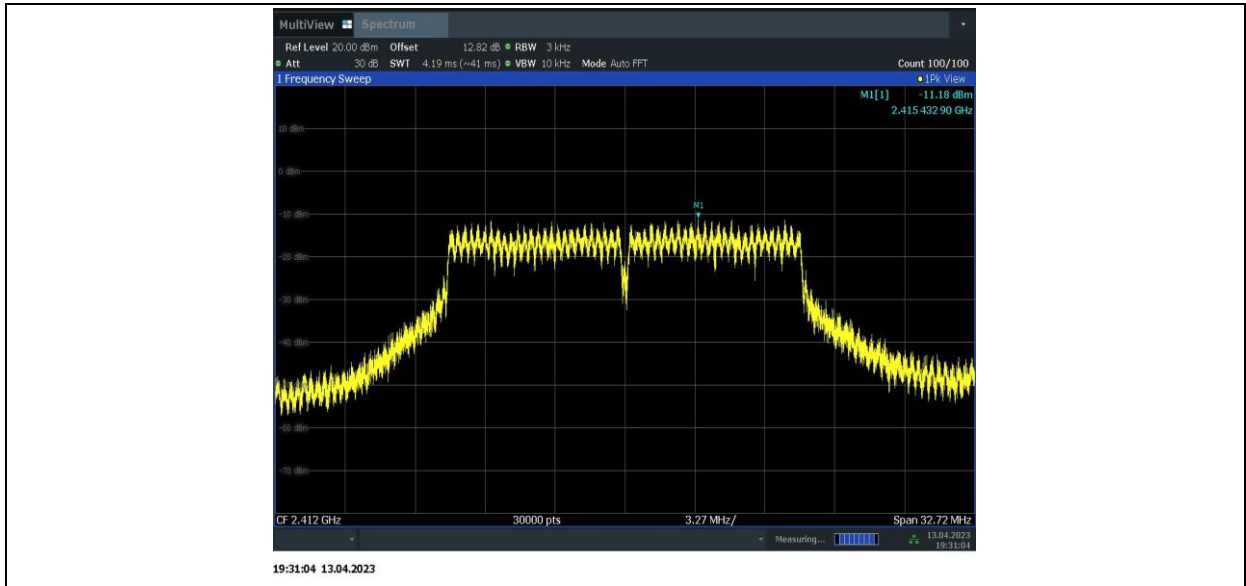 MultiView Spectrum
Ref Level 20.00 dBm Offset 12.82 dB RBW 3 kHz
Att 30 dB SWT 4.19 ms (~41 ms) VBW 10 kHz Mode Auto FFT Count 100/100
1 Frequency Sweep 1Pk View
M1[1] -11.18 dBm
2.415 432 90 GHz
10 dBm
0 dBm
M1
-10 dBm
-20 dBm
-30 dBm
-40 dBm
-60 dBm
-70 dBm
CF 2.412 GHz 30000 pts 3.27 MHz/ Span 32.72 MHz
Measuring... 13.04.2023
19:31:04
19:31:04 13.04.2023